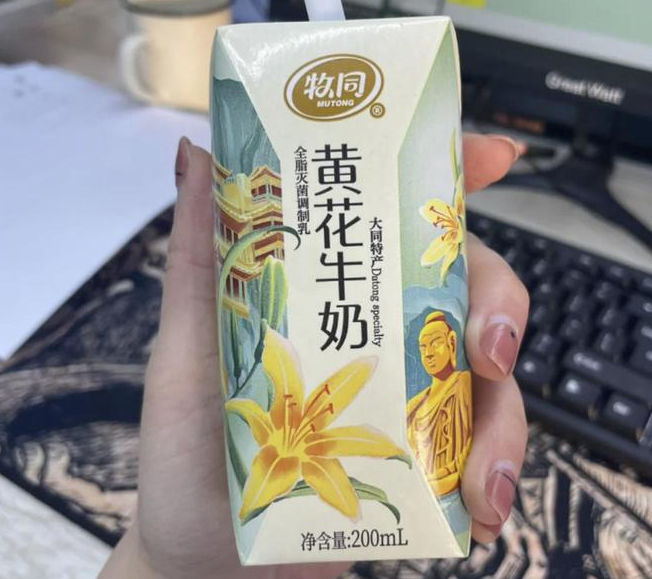 牧同
MUTONG
®
黄花牛奶
全脂灭菌调制乳
大同特产 Datong specialty
净含量:200mL
Great Wall